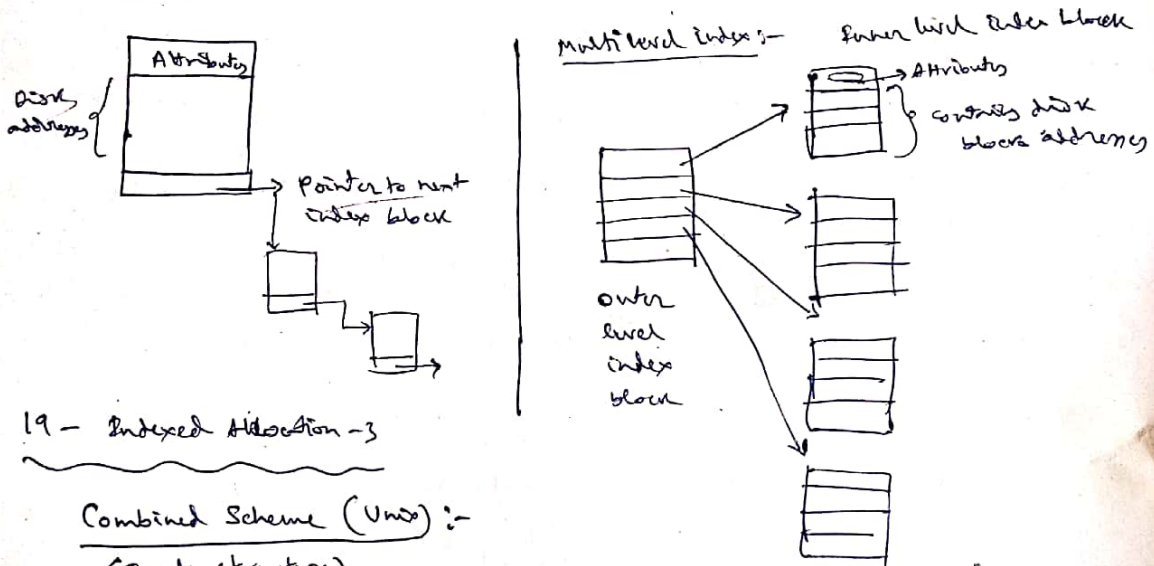 Attributes
Disk
addresses
Pointer to next
index block
Multilevel index :-
Inner level index block
Attributes
contains disk
blocks addresses
outer
level
index
block
19 - Indexed Allocation - 3
Combined Scheme (Unix) :-